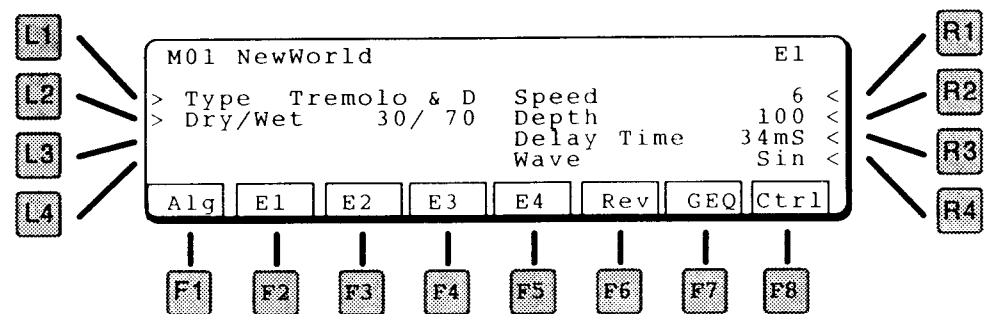 L1
L2
L3
L4
M01 NewWorld E1
> Type Tremolo & D Speed 6 <
> Dry/Wet 30/ 70 Depth 100 <
Delay Time 34mS <
Wave Sin <
Alg E1 E2 E3 E4 Rev GEQ Ctrl
R1
R2
R3
R4
F1 F2 F3 F4 F5 F6 F7 F8